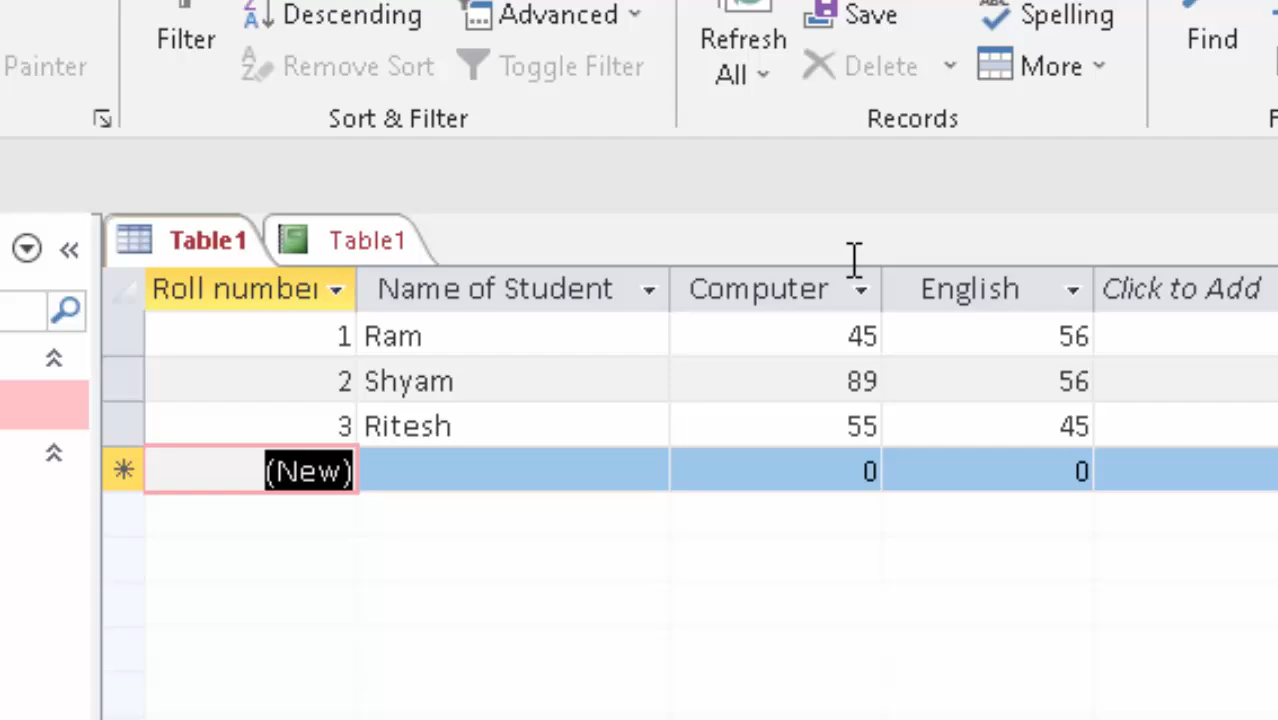 Descending Advanced Save Spelling
Filter Refresh Find
Painter Remove Sort Toggle Filter All Delete More
Sort & Filter Records
Table1 Table1
Roll number Name of Student Computer English Click to Add
1 Ram 45 56
2 Shyam 89 56
3 Ritesh 55 45
(New) 0 0